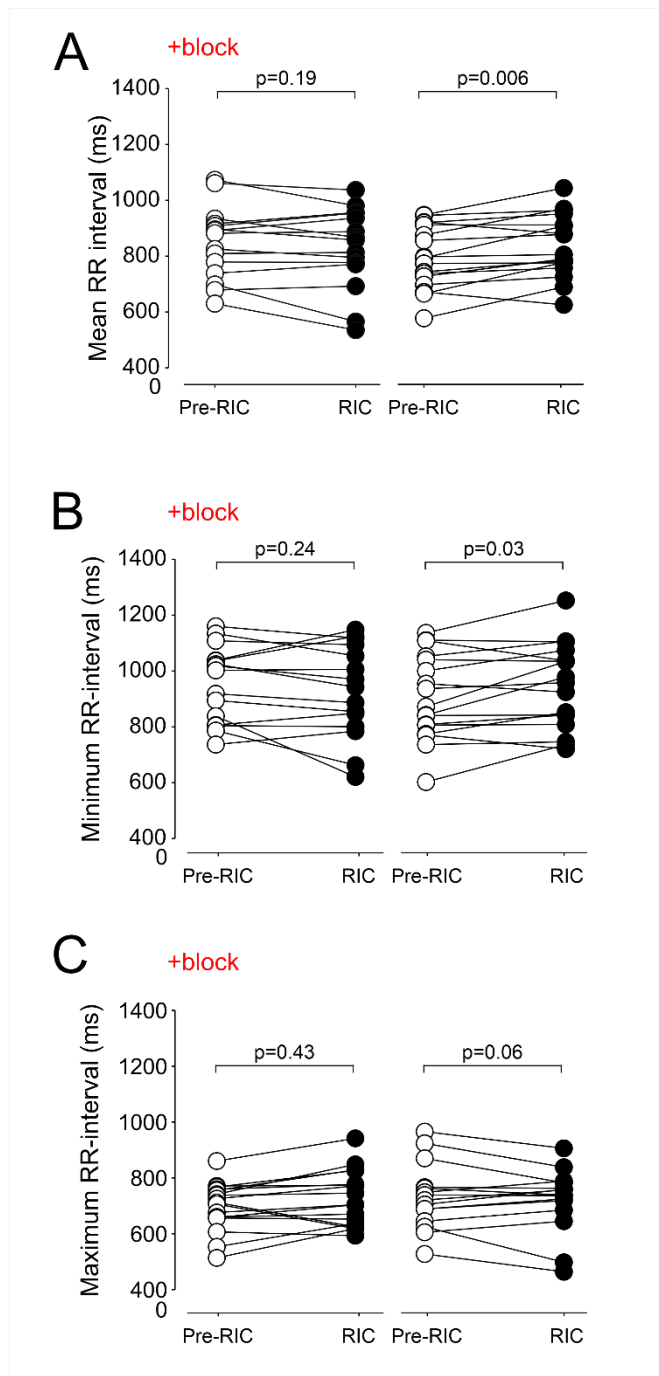 A
+block
p=0.19
p=0.006
Mean RR interval (ms)
1400
1200
1000
800
600
400
0
Pre-RIC
RIC
Pre-RIC
RIC
B
+block
p=0.24
p=0.03
Minimum RR-interval (ms)
1400
1200
1000
800
600
400
0
Pre-RIC
RIC
Pre-RIC
RIC
C
+block
p=0.43
p=0.06
Maximum RR-interval (ms)
1400
1200
1000
800
600
400
0
Pre-RIC
RIC
Pre-RIC
RIC